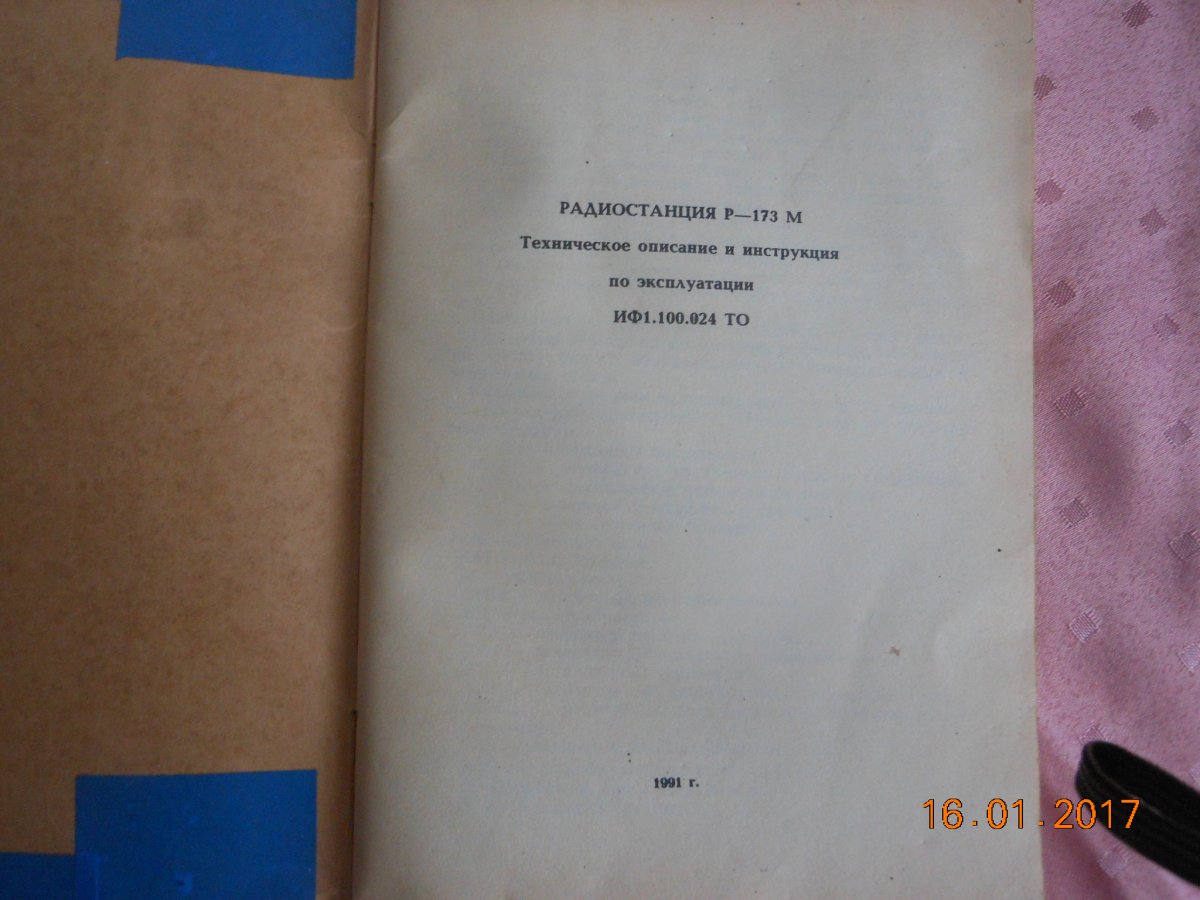 РАДИОСТАНЦИЯ Р—173 М
Техническое описание и инструкция
по эксплуатации
ИФ1.100.024 ТО
1991 г.
16.01.2017